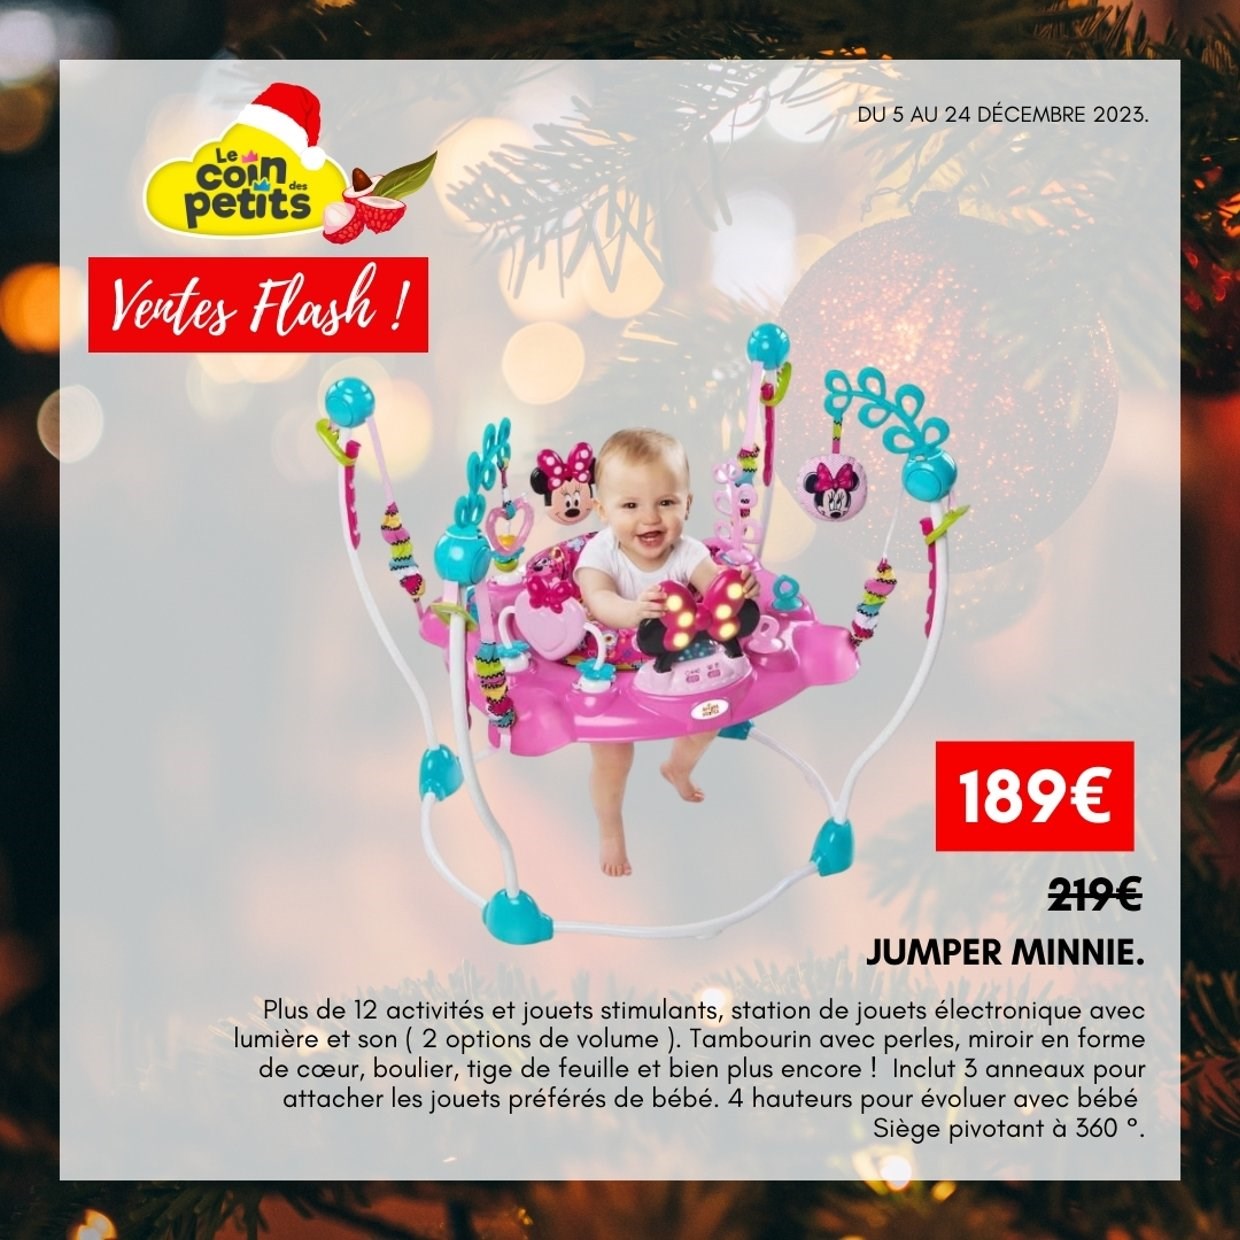 DU 5 AU 24 DÉCEMBRE 2023.
Le
coin
des
petits
Ventes Flash !
189€
219€
JUMPER MINNIE.
Plus de 12 activités et jouets stimulants, station de jouets électronique avec
lumière et son ( 2 options de volume ). Tambourin avec perles, miroir en forme
de cœur, boulier, tige de feuille et bien plus encore ! Inclut 3 anneaux pour
attacher les jouets préférés de bébé. 4 hauteurs pour évoluer avec bébé
Siège pivotant à 360 °.